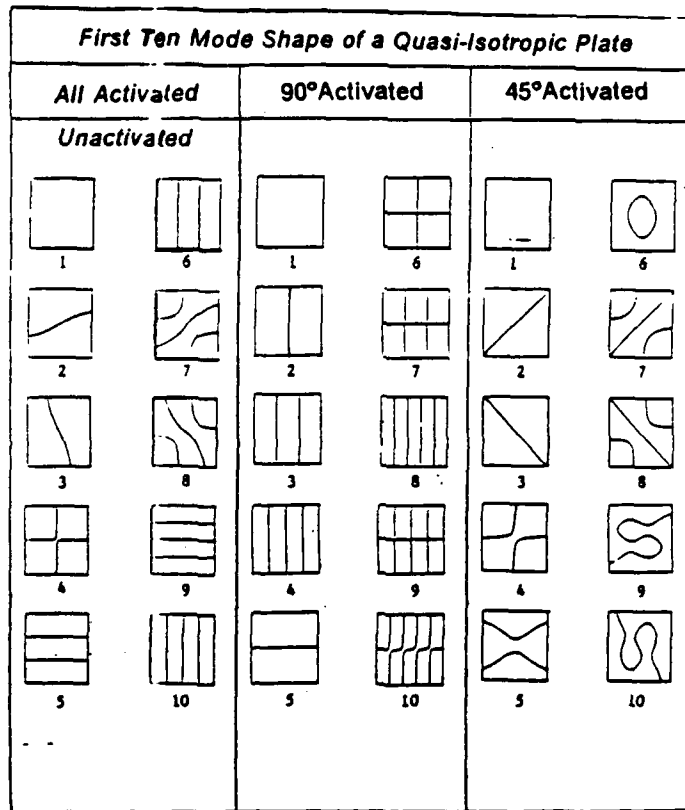 First Ten Mode Shape of a Quasi-Isotropic Plate
All Activated 90°Activated 45°Activated
Unactivated
1 6 1 6 1 6
2 7 2 7 2 7
3 8 3 8 3 8
4 9 4 9 4 9
5 10 5 10 5 10